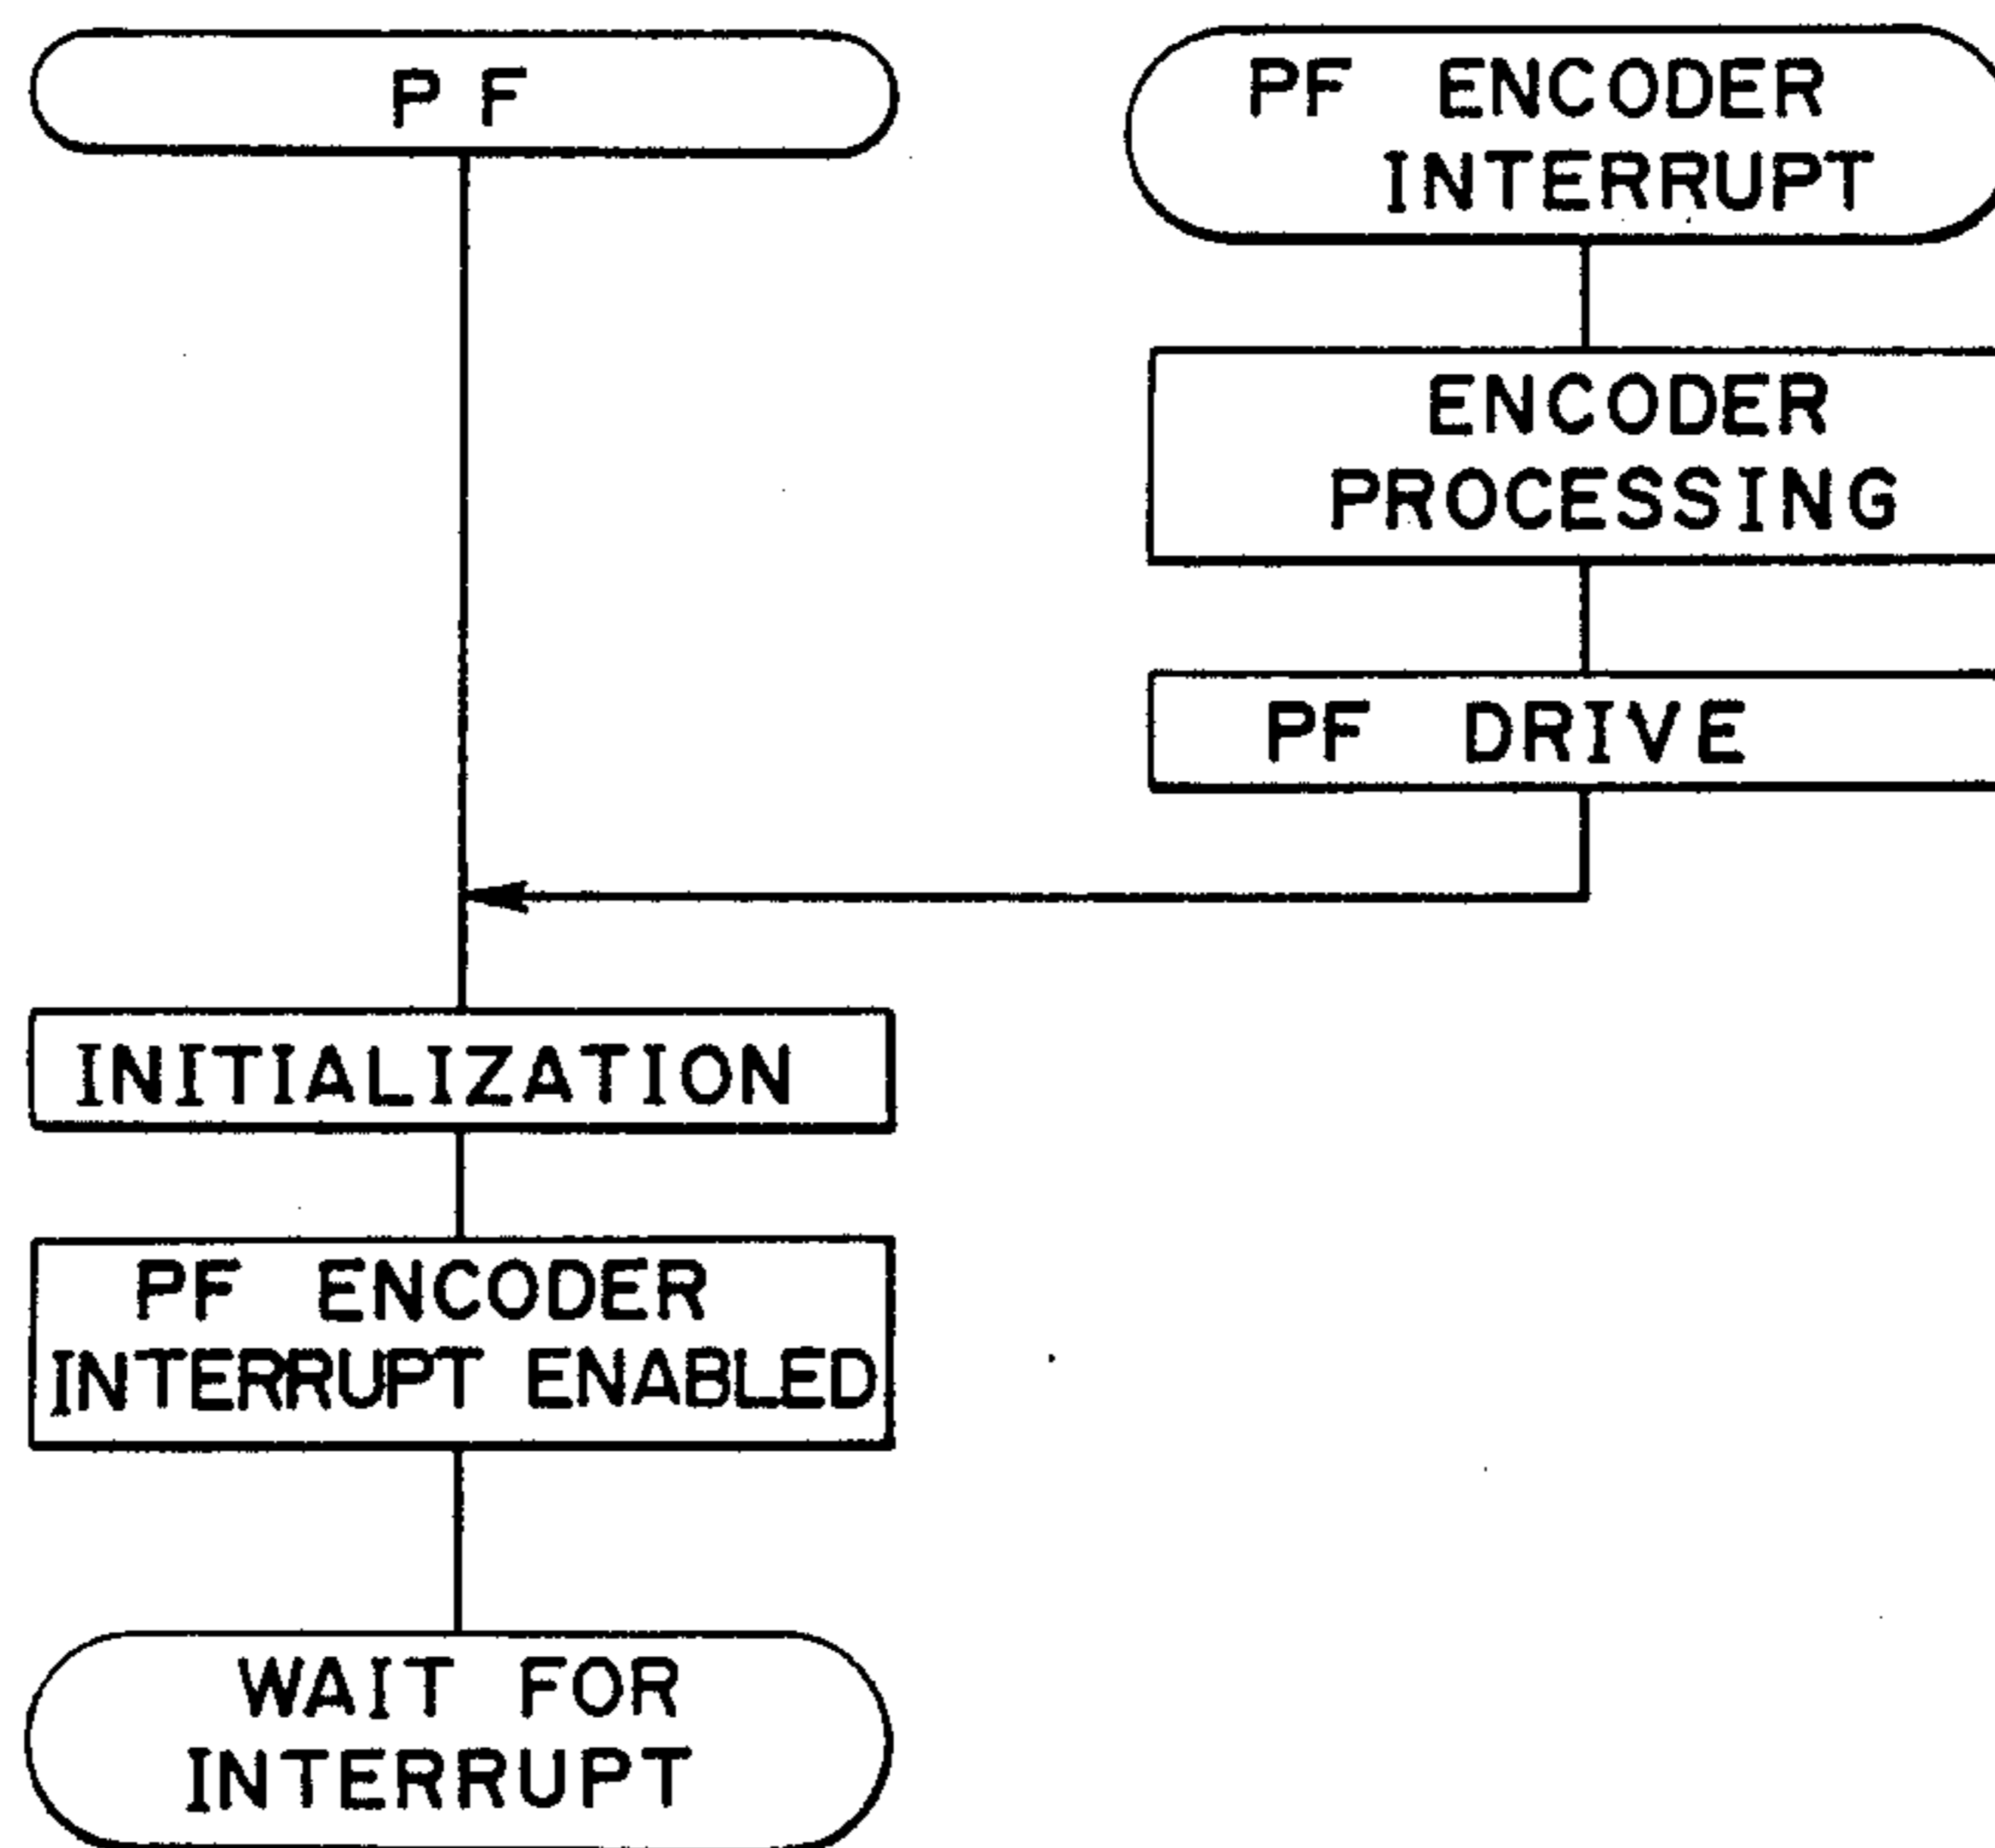 PF
PF ENCODER
INTERRUPT
ENCODER
PROCESSING
PF DRIVE
INITIALIZATION
PF ENCODER
INTERRUPT ENABLED
WAIT FOR
INTERRUPT